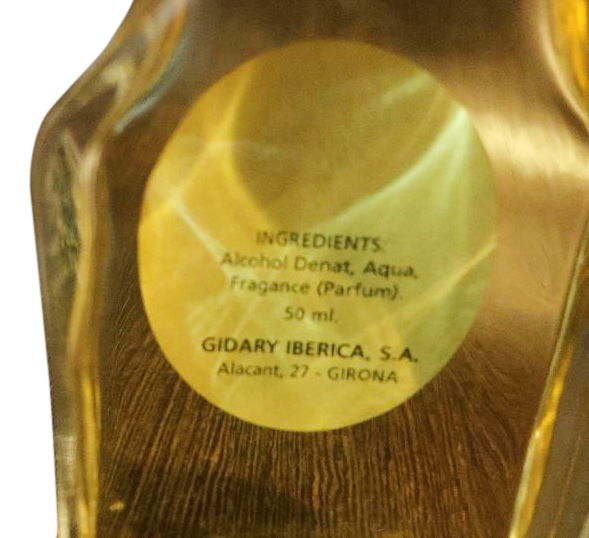 INGREDIENTS:
Alcohol Denat, Aqua,
Fragance (Parfum).
50 ml.
GIDARY IBERICA, S.A.
Alacant, 27 - GIRONA